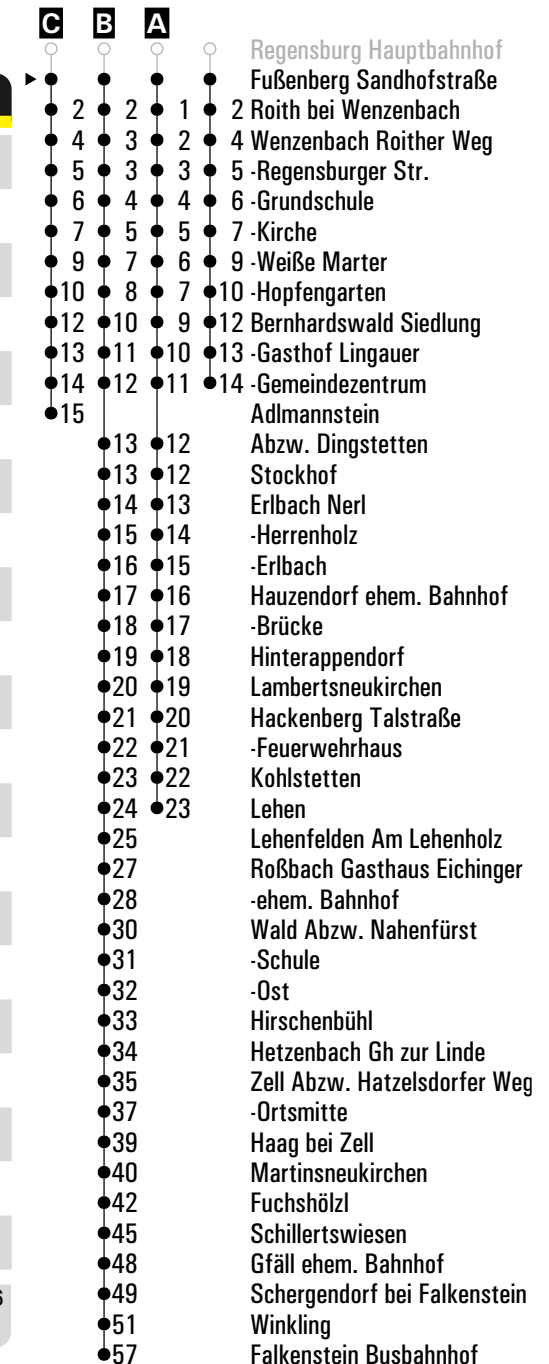 C B A
Regensburg Hauptbahnhof
Fußenberg Sandhofstraße
2 2 1 2 Roith bei Wenzenbach
4 3 2 4 Wenzenbach Roither Weg
5 3 3 5 -Regensburger Str.
6 4 4 6 -Grundschule
7 5 5 7 -Kirche
9 7 6 9 -Weiße Marter
10 8 7 10 -Hopfengarten
12 10 9 12 Bernhardswald Siedlung
13 11 10 13 -Gasthof Lingauer
14 12 11 14 -Gemeindezentrum
15 Adlmannstein
13 12 Abzw. Dingstetten
13 12 Stockhof
14 13 Erlbach Nerl
15 14 -Herrenholz
16 15 -Erlbach
17 16 Hauzendorf ehem. Bahnhof
18 17 -Brücke
19 18 Hinterappendorf
20 19 Lambertsneukirchen
21 20 Hackenberg Talstraße
22 21 -Feuerwehrhaus
23 22 Kohlstetten
24 23 Lehen
25 Lehenfelden Am Lehenholz
27 Roßbach Gasthaus Eichinger
28 -ehem. Bahnhof
30 Wald Abzw. Nahenfürst
31 -Schule
32 -Ost
33 Hirschenbühl
34 Hetzenbach Gh zur Linde
35 Zell Abzw. Hatzelsdorfer Weg
37 -Ortsmitte
39 Haag bei Zell
40 Martinsneukirchen
42 Fuchshölzl
45 Schillertswiesen
48 Gfäll ehem. Bahnhof
49 Schergendorf bei Falkenstein
51 Winkling
57 Falkenstein Busbahnhof